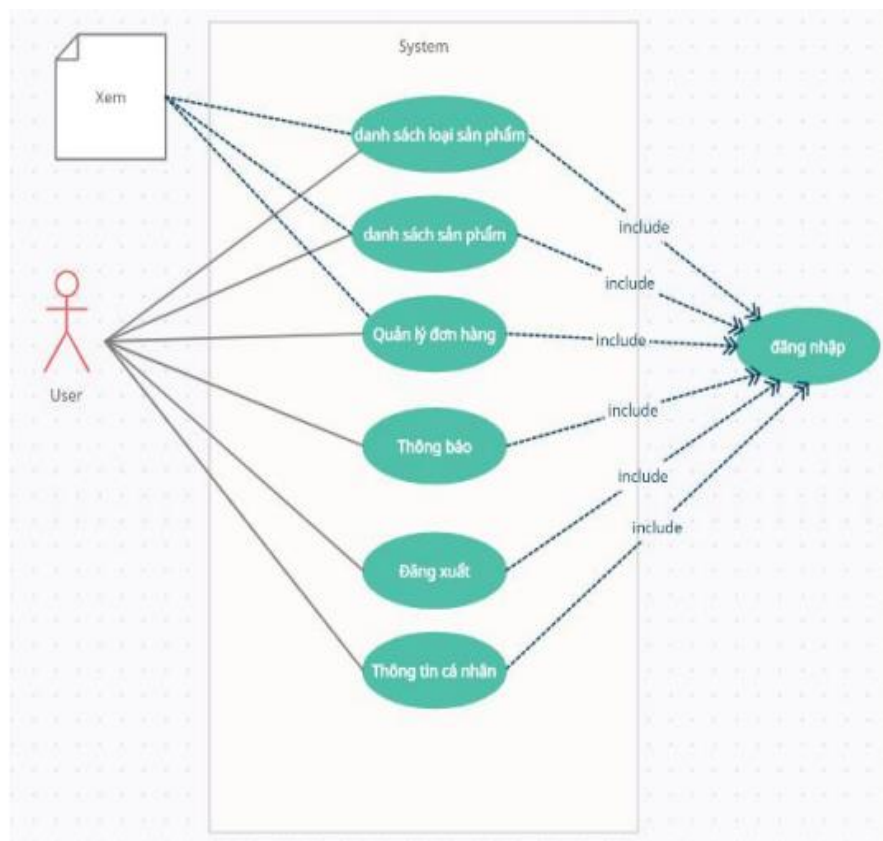 System
Xem
danh sách loại sản phẩm
include
danh sách sản phẩm
include
Quản lý đơn hàng
include
đăng nhập
User
include
Thông báo
include
include
Đăng xuất
Thông tin cá nhân